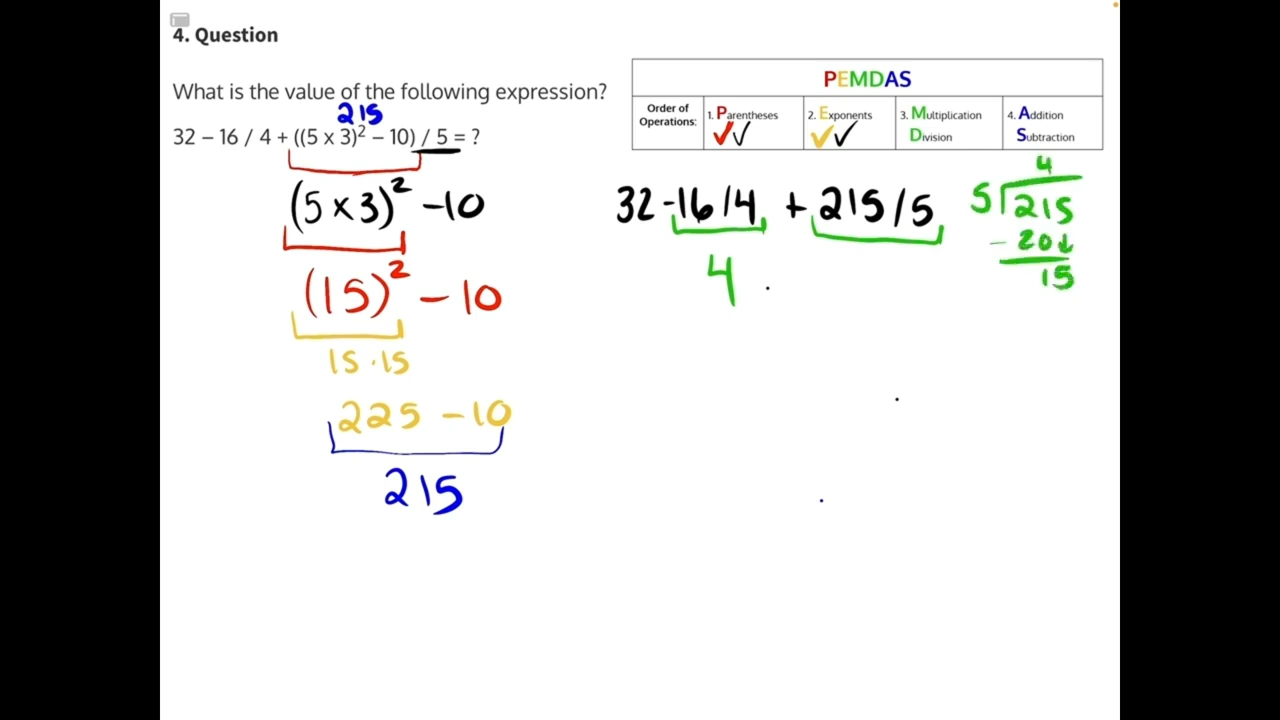 4. Question
What is the value of the following expression?
215
32 – 16 / 4 + ((5 x 3)² – 10) / 5 = ?
PEMDAS
Order of Operations:
1. Parentheses
2. Exponents
3. Multiplication
Division
4. Addition
Subtraction
(5 x 3)² -10
(15)² - 10
15 · 15
225 - 10
215
32 - 16 / 4 + 215 / 5
4
4
5 215
- 20↓
15